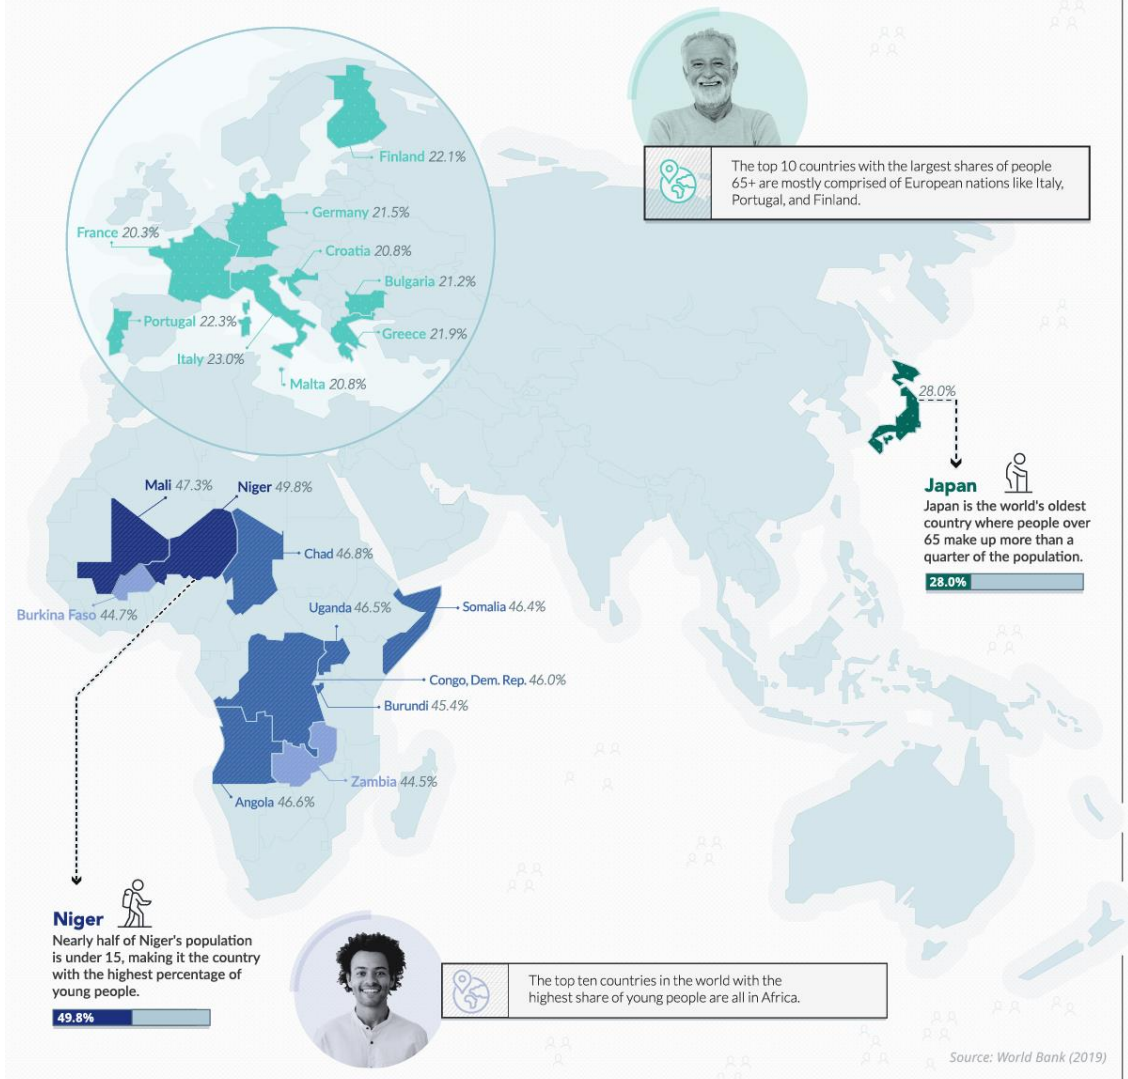 The top 10 countries with the largest shares of people
65+ are mostly comprised of European nations like Italy,
Portugal, and Finland.
Finland 22.1%
Germany 21.5%
France 20.3%
Croatia 20.8%
Bulgaria 21.2%
Portugal 22.3%
Greece 21.9%
Italy 23.0%
Malta 20.8%
28.0%
Japan
Japan is the world's oldest
country where people over
65 make up more than a
quarter of the population.
28.0%
Mali 47.3%
Niger 49.8%
Chad 46.8%
Burkina Faso 44.7%
Uganda 46.5%
Somalia 46.4%
Congo, Dem. Rep. 46.0%
Burundi 45.4%
Zambia 44.5%
Angola 46.6%
Niger
Nearly half of Niger's population
is under 15, making it the country
with the highest percentage of
young people.
49.8%
The top ten countries in the world with the
highest share of young people are all in Africa.
Source: World Bank (2019)